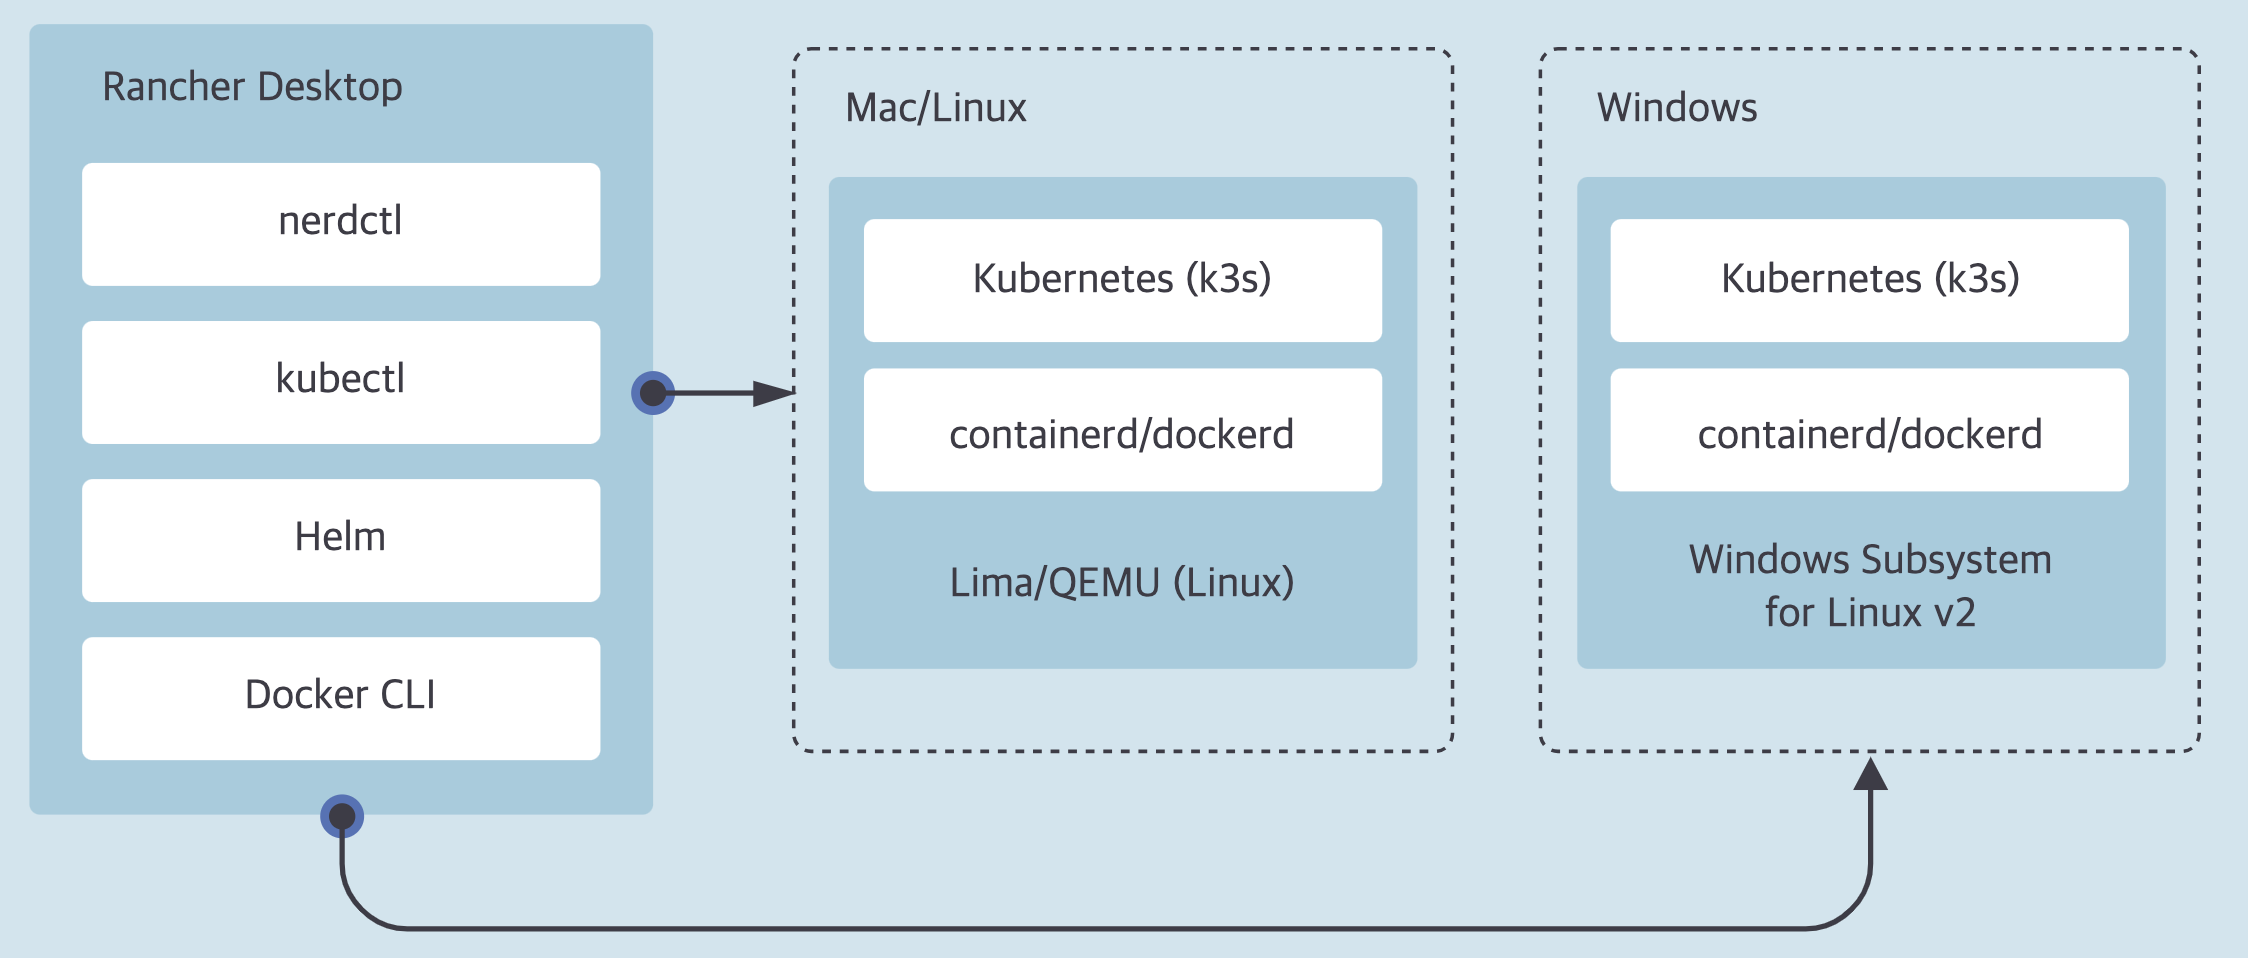 Rancher Desktop
nerdctl
kubectl
Helm
Docker CLI
Mac/Linux
Kubernetes (k3s)
containerd/dockerd
Lima/QEMU (Linux)
Windows
Kubernetes (k3s)
containerd/dockerd
Windows Subsystem
for Linux v2